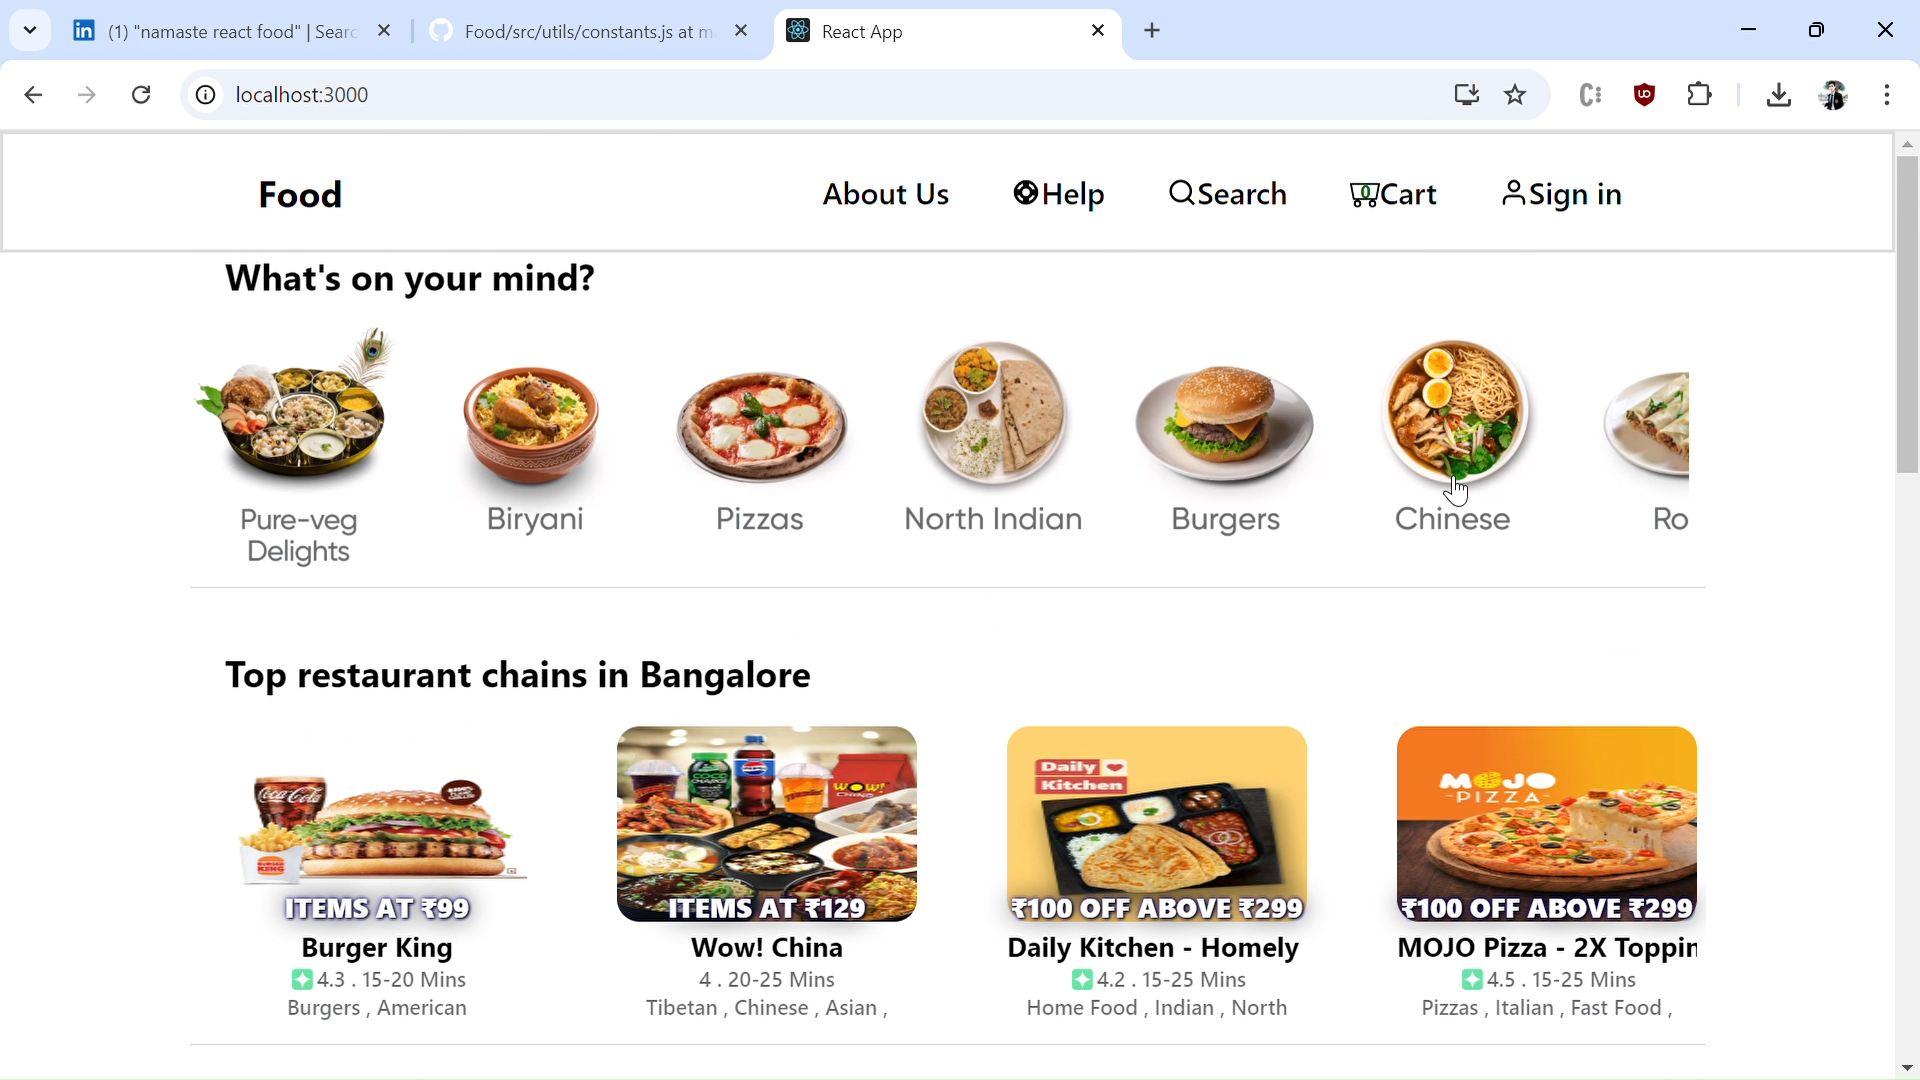 (1) "namaste react food" | Searc
Food/src/utils/constants.js at m
React App
localhost:3000
Food
About Us
Help
Search
0
Cart
Sign in
What's on your mind?
Pure-veg
Delights
Biryani
Pizzas
North Indian
Burgers
Chinese
Ro
Top restaurant chains in Bangalore
Coca-Cola
ITEMS AT ₹99
Burger King
4.3 . 15-20 Mins
Burgers , American
WOW!
CHINA
ITEMS AT ₹129
Wow! China
4 . 20-25 Mins
Tibetan , Chinese , Asian ,
Daily
Kitchen
₹100 OFF ABOVE ₹299
Daily Kitchen - Homely
4.2 . 15-25 Mins
Home Food , Indian , North
MOJO
-PIZZA-
₹100 OFF ABOVE ₹299
MOJO Pizza - 2X Toppin
4.5 . 15-25 Mins
Pizzas , Italian , Fast Food ,